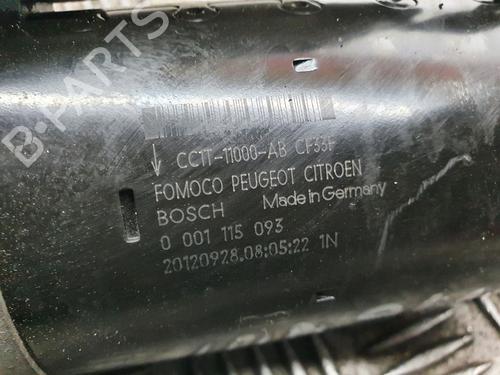 B-PARTS
CC1T-11000-AB CF33F
FOMOCO PEUGEOT CITROEN
BOSCH Made in Germany
0 001 115 093
20120928.08:05:22 1N